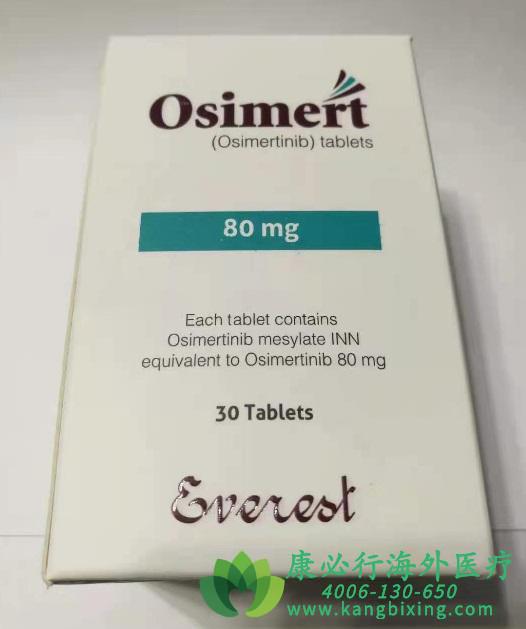 Osimert
(Osimertinib) tablets
80 mg
Each tablet contains
Osimertinib mesylate INN
equivalent to Osimertinib 80 mg
30 Tablets
Everest
康必行海外医疗
4006-130-650
www.kangbixing.com